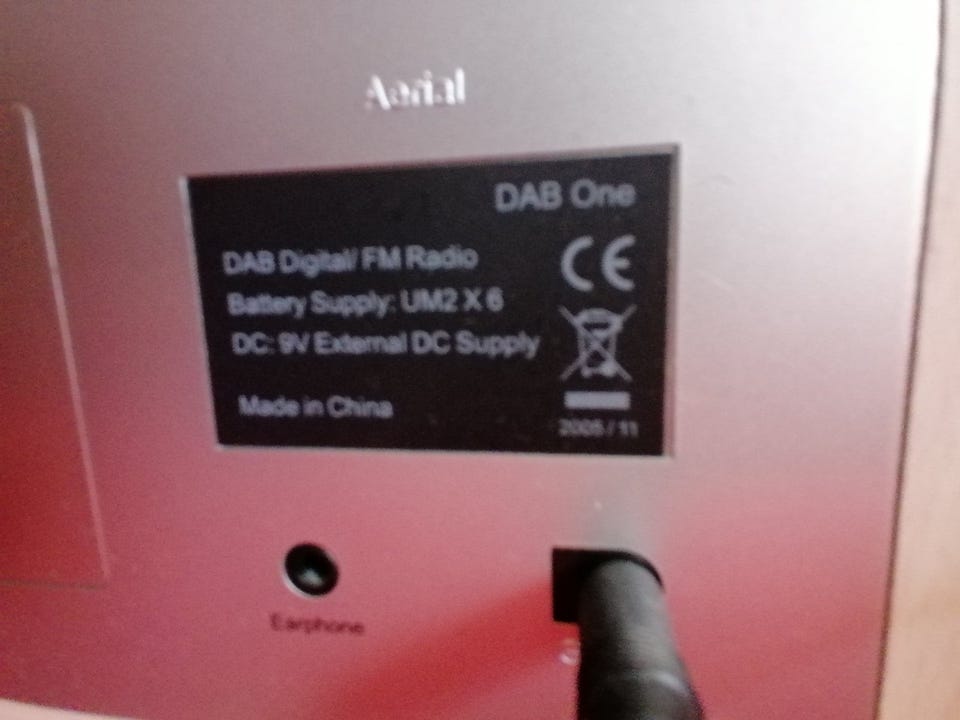 Aerial
DAB One
DAB Digital/ FM Radio
CE
Battery Supply: UM2 X 6
DC: 9V External DC Supply
Made in China
2005 / 11
Earphone